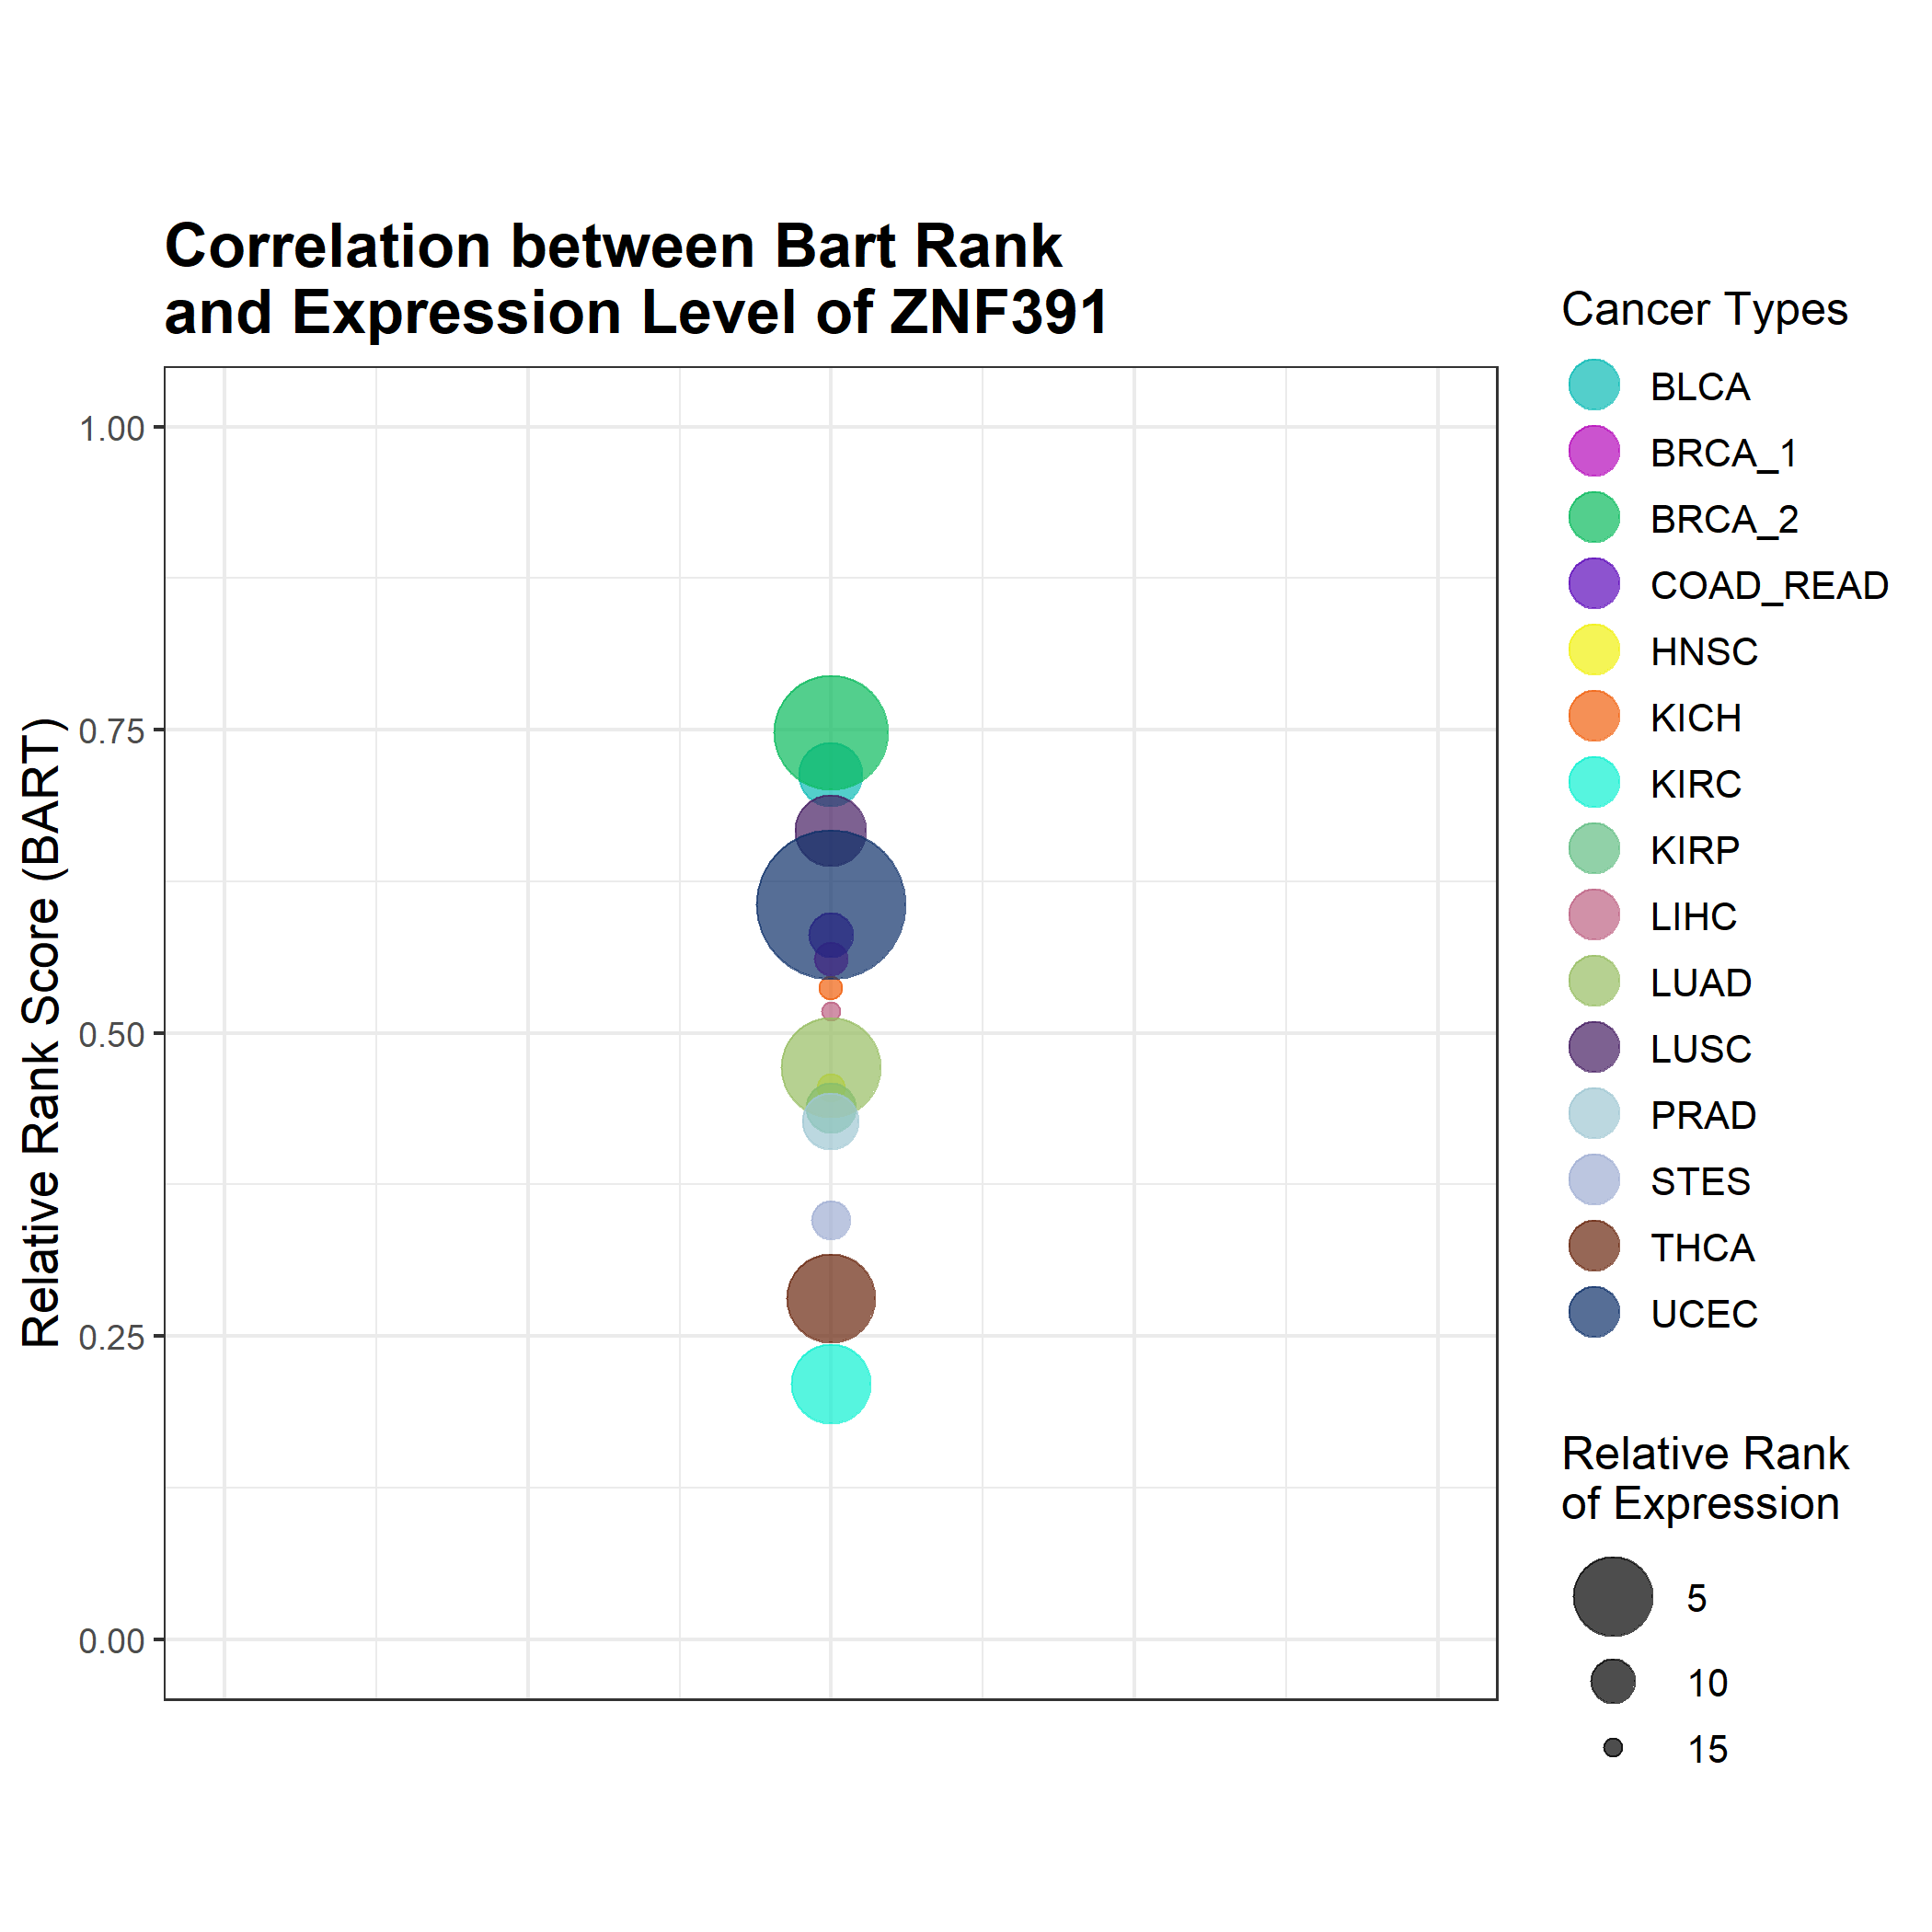 Correlation between Bart Rank
and Expression Level of ZNF391
Relative Rank Score (BART)
1.00
0.75
0.50
0.25
0.00
Cancer Types
BLCA
BRCA_1
BRCA_2
COAD_READ
HNSC
KICH
KIRC
KIRP
LIHC
LUAD
LUSC
PRAD
STES
THCA
UCEC
Relative Rank
of Expression
5
10
15